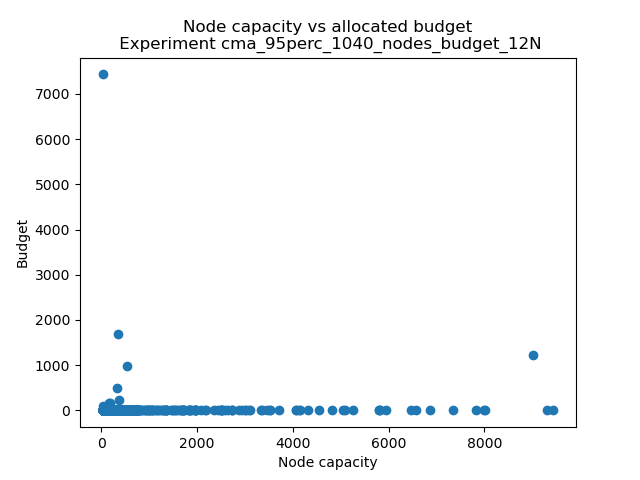 Node capacity vs allocated budget
Experiment cma_95perc_1040_nodes_budget_12N
7000
6000
5000
4000
3000
2000
1000
0
Budget
0 2000 4000 6000 8000
Node capacity